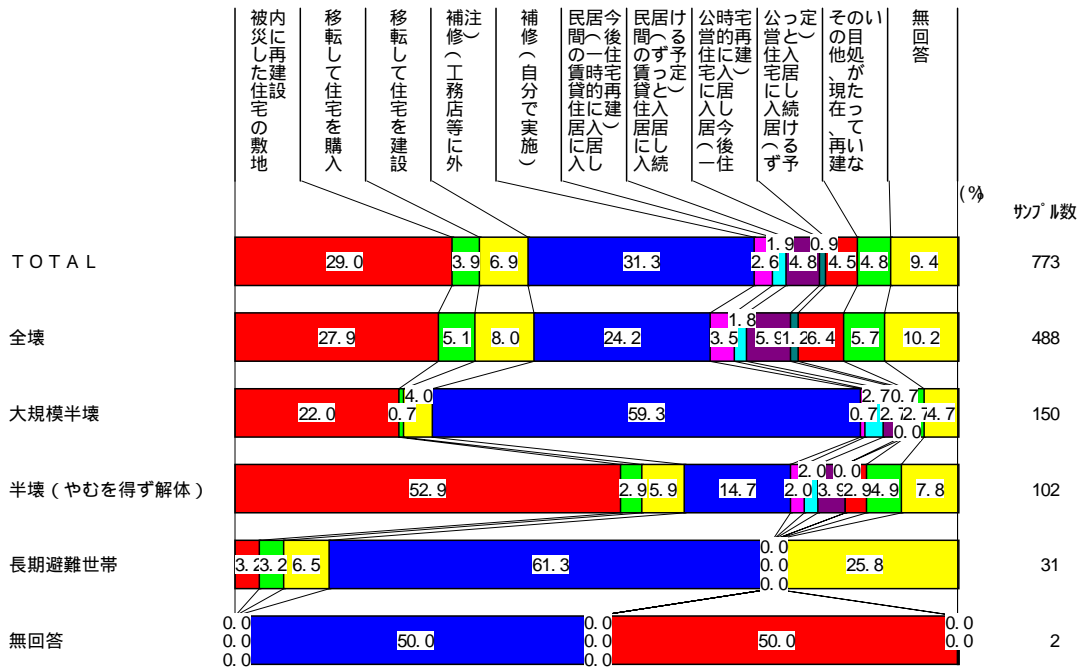 被災した住宅の敷地
内に再建設
移転して住宅を購入
移転して住宅を建設
補修(工務店等に外
注)
補修(自分で実施)
民間の賃貸住居に入
居(一時的に入居し
今後住宅再建)
民間の賃貸住居に入
居(ずっと入居し続
ける予定)
公営住宅に入居(一
時的に入居し今後住
宅再建)
公営住宅に入居(ず
っと入居し続ける予
定)
その他、現在、再建
の目処がたっていな
い
無回答
(%)
サンプル数
TOTAL 29.0 3.9 6.9 31.3 2.6 1.9 4.8 0.9 4.5 4.8 9.4 773
全壊 27.9 5.1 8.0 24.2 3.5 1.8 5.9 1.2 6.4 5.7 10.2 488
大規模半壊 22.0 0.7 4.0 59.3 0.7 2.7 2.7 0.7 0.0 2.7 4.7 150
半壊(やむを得ず解体) 52.9 2.9 5.9 14.7 2.0 2.0 3.9 0.0 2.9 4.9 7.8 102
長期避難世帯 3.2 3.2 6.5 61.3 0.0 0.0 0.0 25.8 31
無回答 0.0 0.0 0.0 50.0 0.0 0.0 0.0 50.0 0.0 0.0 2